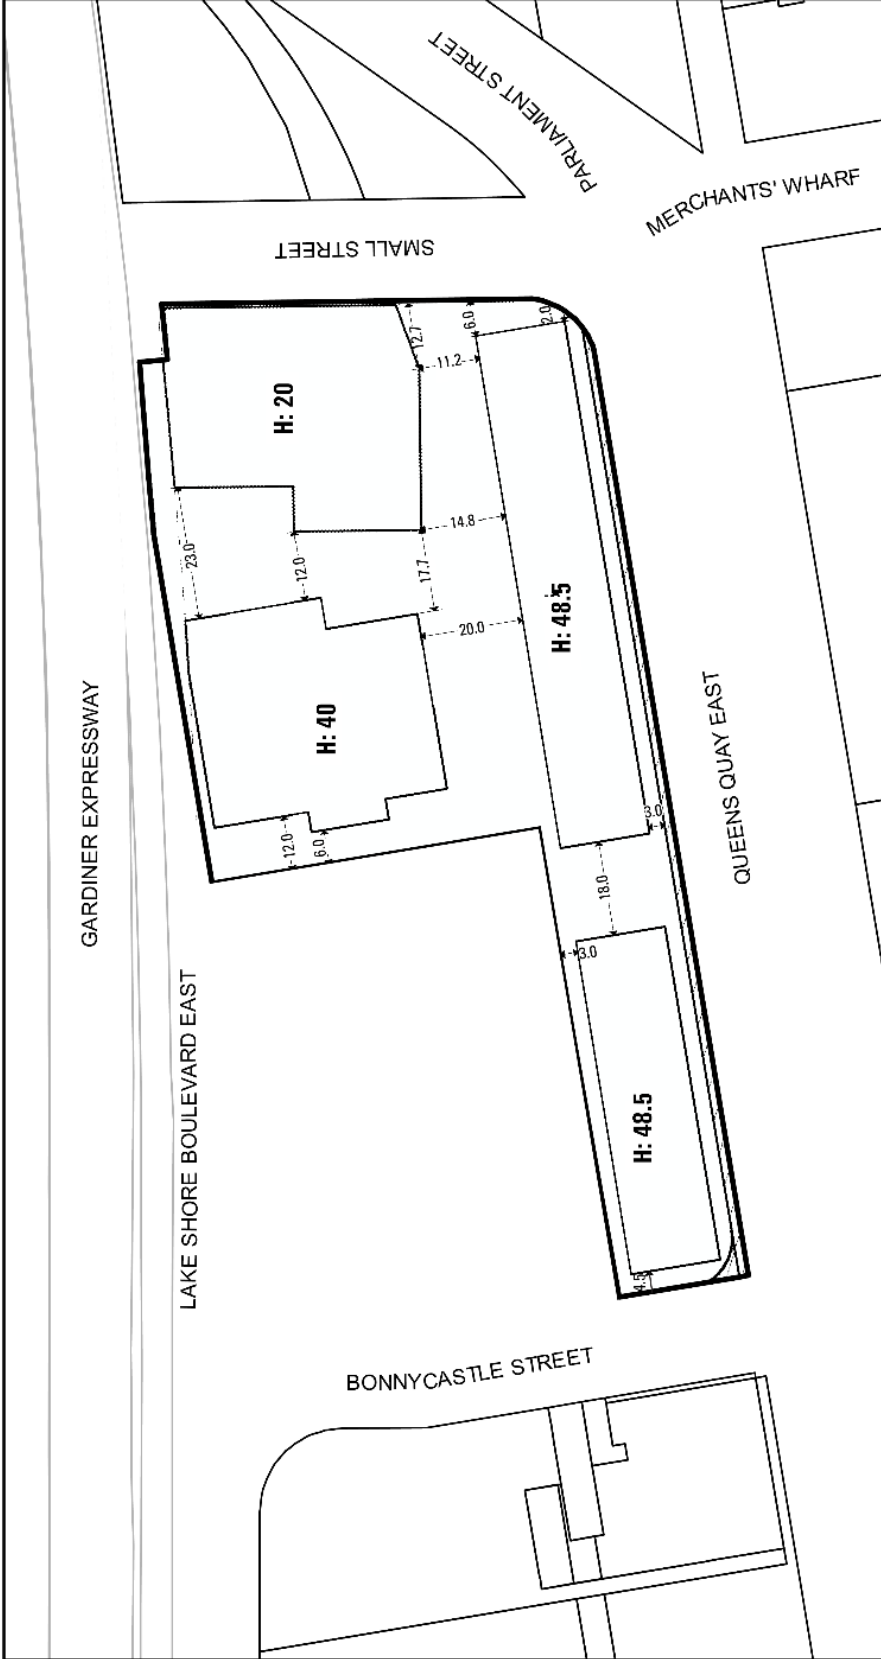 PARLIAMENT STREET
MERCHANTS' WHARF
SMALL STREET
6.0
2.0
12.7
11.2
H: 20
14.8
23.0
12.0
17.7
H: 48.5
20.0
GARDINER EXPRESSWAY
H: 40
QUEENS QUAY EAST
3.0
12.0
6.0
18.0
3.0
LAKE SHORE BOULEVARD EAST
H: 48.5
4.5
BONNYCASTLE STREET